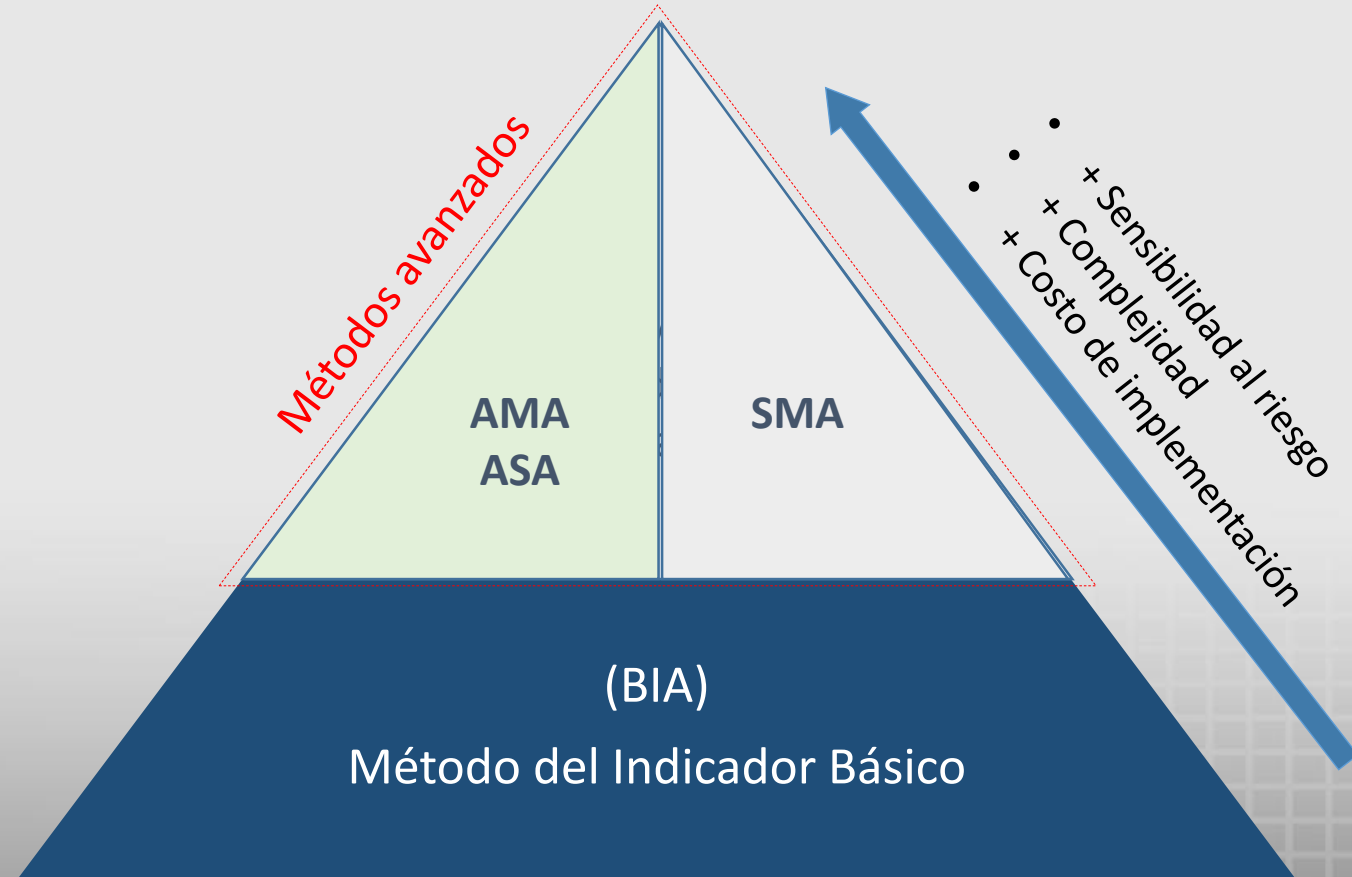 Métodos avanzados
AMA
ASA
SMA
• + Sensibilidad al riesgo
• + Complejidad
• + Costo de implementación
(BIA)
Método del Indicador Básico